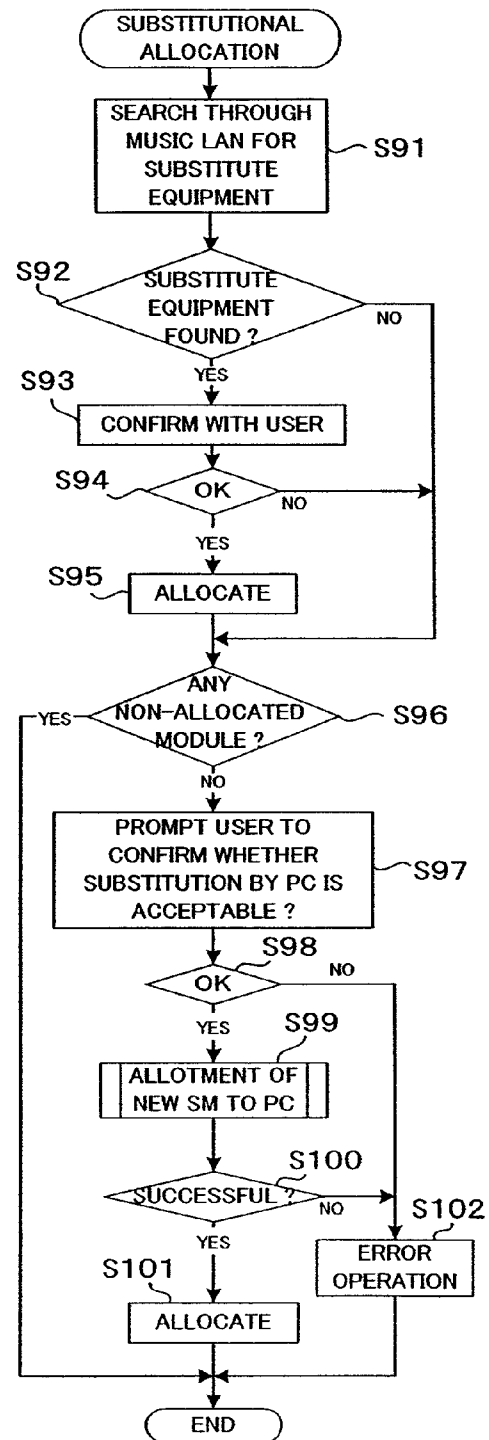 SUBSTITUTIONAL
ALLOCATION
SEARCH THROUGH
MUSIC LAN FOR
SUBSTITUTE
EQUIPMENT
S91
S92
SUBSTITUTE
EQUIPMENT
FOUND ?
NO
YES
S93
CONFIRM WITH USER
S94
OK
NO
YES
S95
ALLOCATE
ANY
NON-ALLOCATED
MODULE ?
YES
S96
NO
PROMPT USER TO
CONFIRM WHETHER
SUBSTITUTION BY PC IS
ACCEPTABLE ?
S97
S98
OK
NO
YES
S99
ALLOTMENT OF
NEW SM TO PC
S100
SUCCESSFUL ?
NO
YES
S102
ERROR
OPERATION
S101
ALLOCATE
END